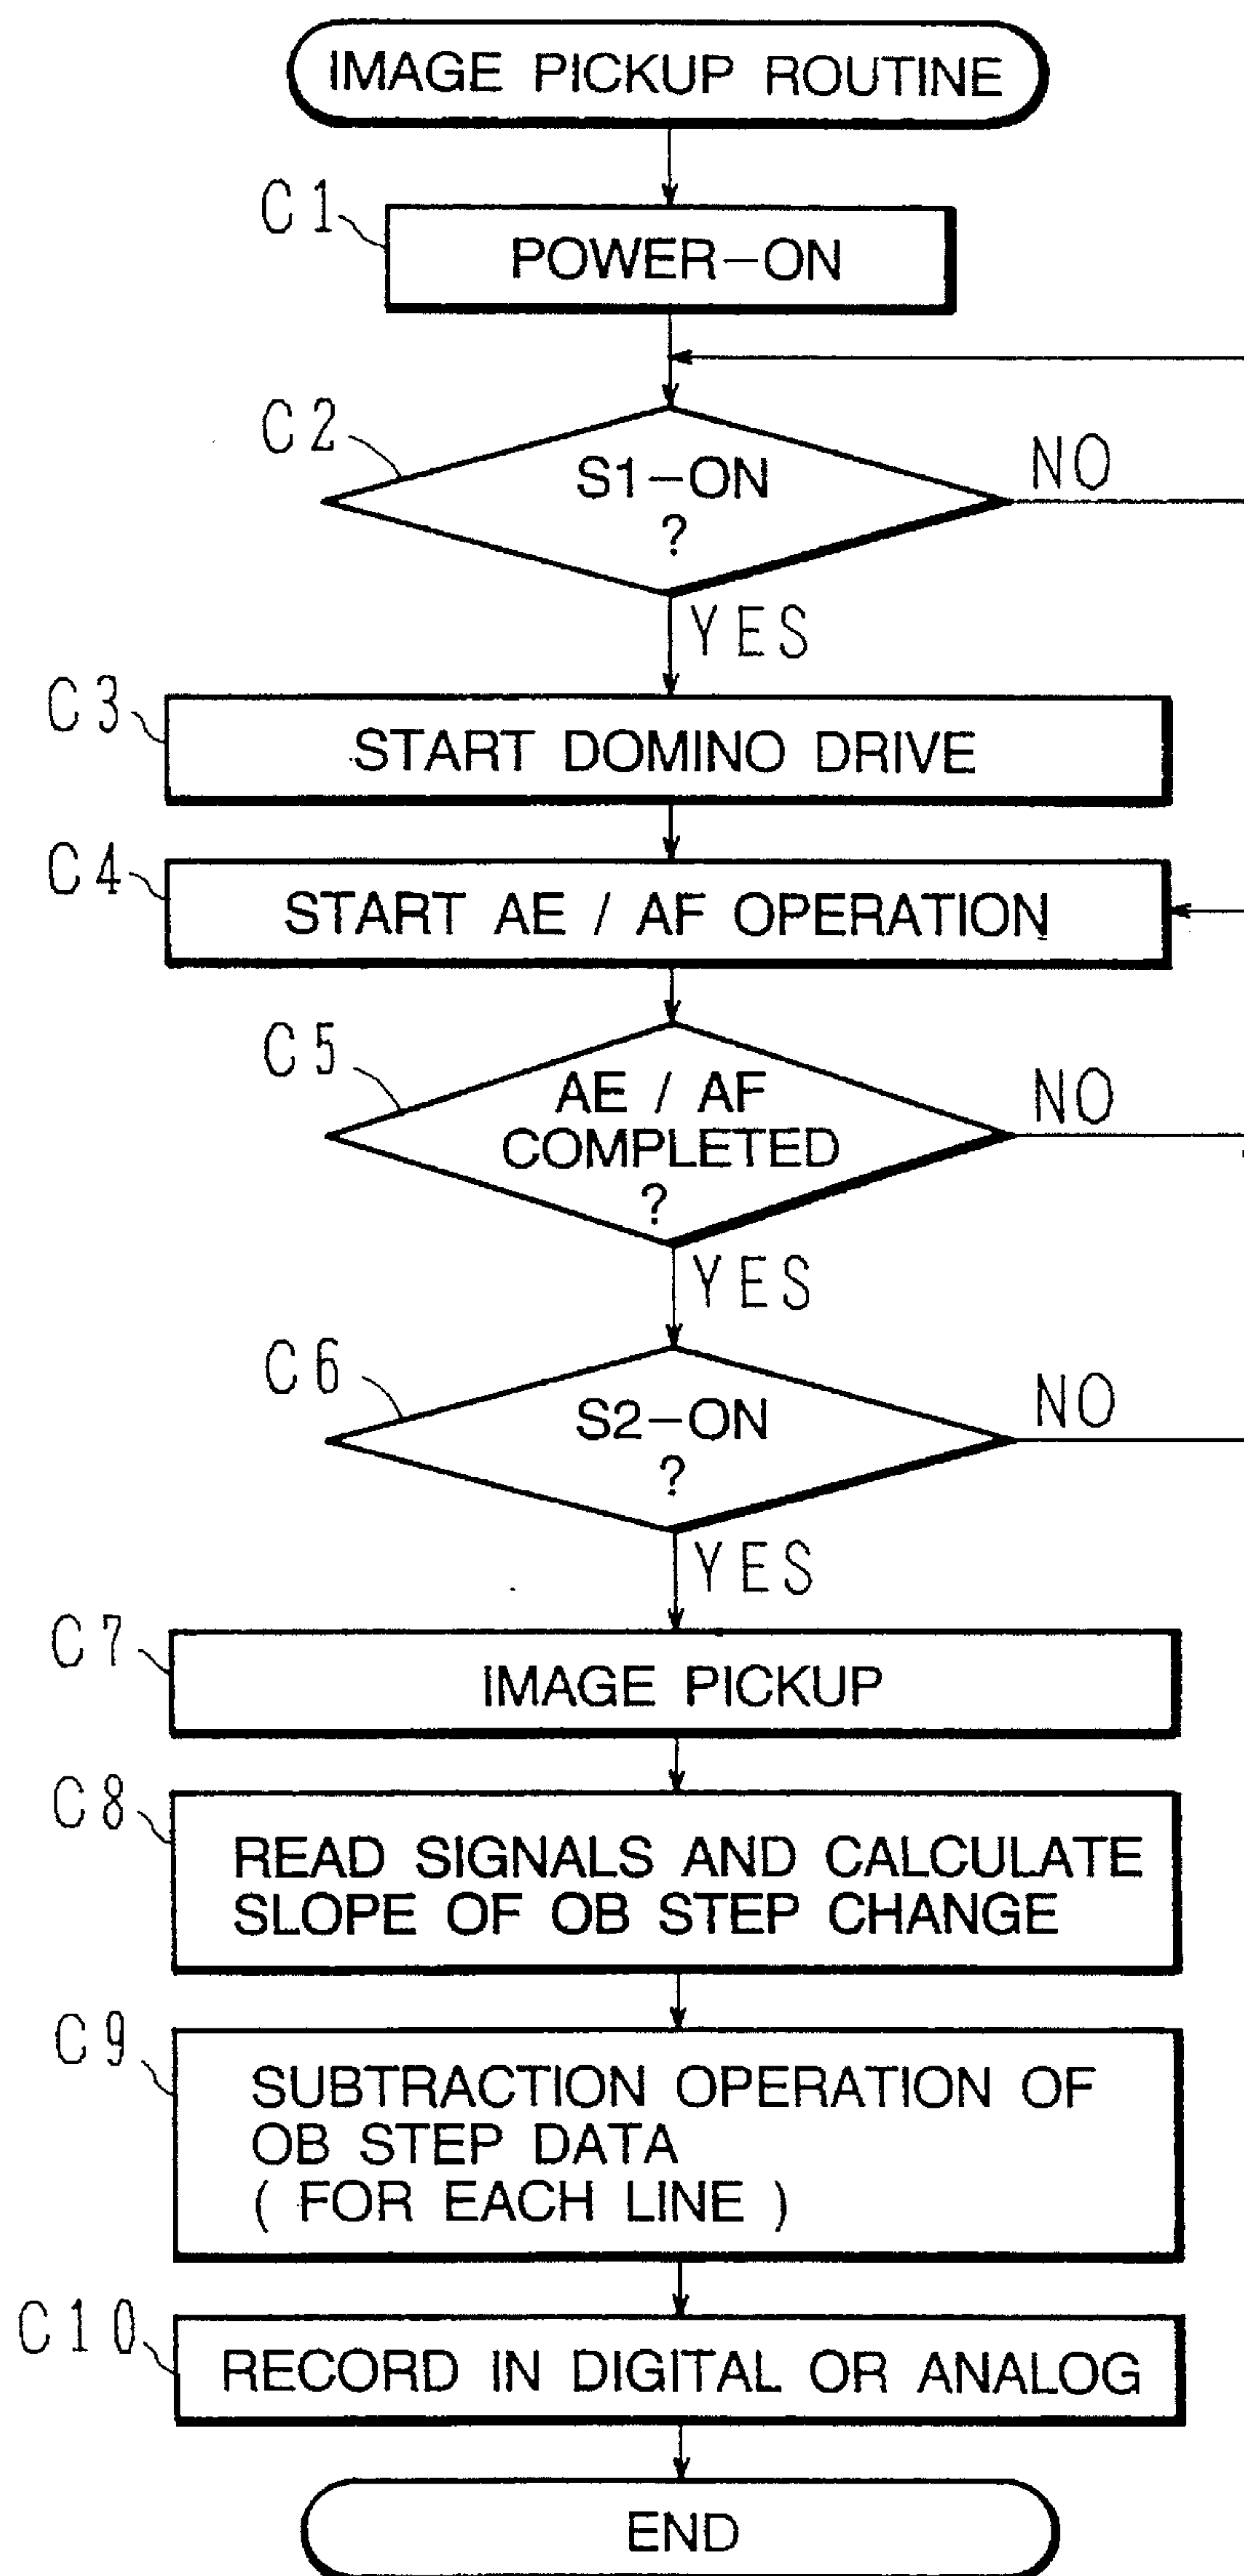 IMAGE PICKUP ROUTINE
C1
POWER-ON
C2
S1-ON
?
NO
YES
C3
START DOMINO DRIVE
C4
START AE / AF OPERATION
C5
AE / AF
COMPLETED
?
NO
YES
C6
S2-ON
?
NO
YES
C7
IMAGE PICKUP
C8
READ SIGNALS AND CALCULATE
SLOPE OF OB STEP CHANGE
C9
SUBTRACTION OPERATION OF
OB STEP DATA
( FOR EACH LINE )
C10
RECORD IN DIGITAL OR ANALOG
END